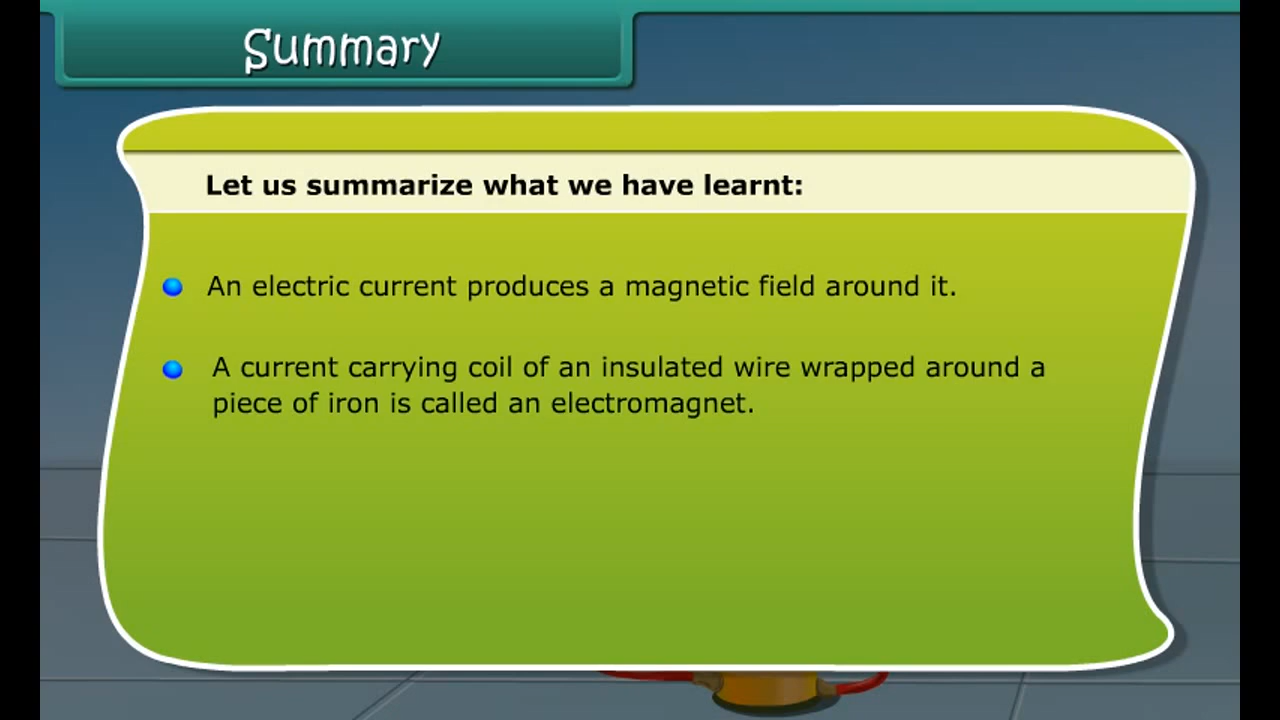 Summary
Let us summarize what we have learnt:
An electric current produces a magnetic field around it.
A current carrying coil of an insulated wire wrapped around a
piece of iron is called an electromagnet.